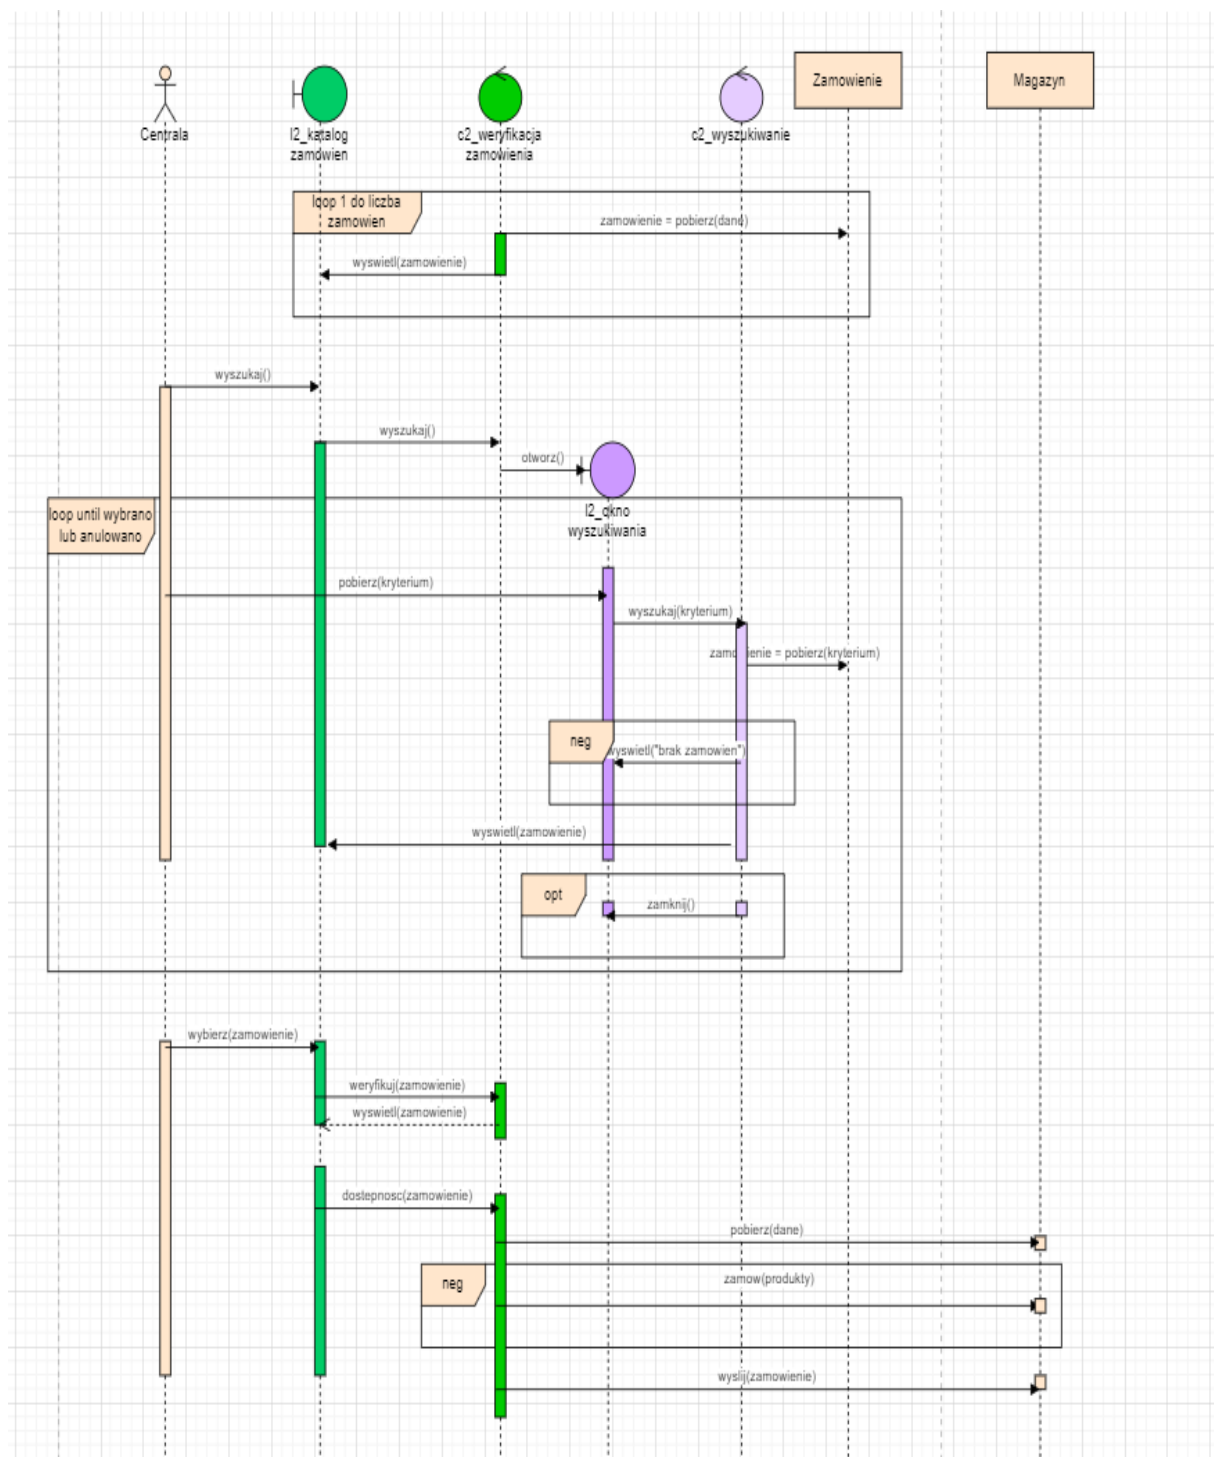 Zamowienie
Magazyn
Centrala
I2_katalog
zamowien
c2_weryfikacja
zamowienia
c2_wyszukiwanie
loop 1 do liczba
zamowien
zamowienie = pobierz(dane)
wyswietl(zamowienie)
wyszukaj()
wyszukaj()
otworz()
I2_okno
wyszukiwania
loop until wybrano
lub anulowano
pobierz(kryterium)
wyszukaj(kryterium)
zamowienie = pobierz(kryterium)
neg
wyswietl("brak zamowien")
wyswietl(zamowienie)
opt
zamknij()
wybierz(zamowienie)
weryfikuj(zamowienie)
wyswietl(zamowienie)
dostepnosc(zamowienie)
pobierz(dane)
neg
zamow(produkty)
wyslij(zamowienie)